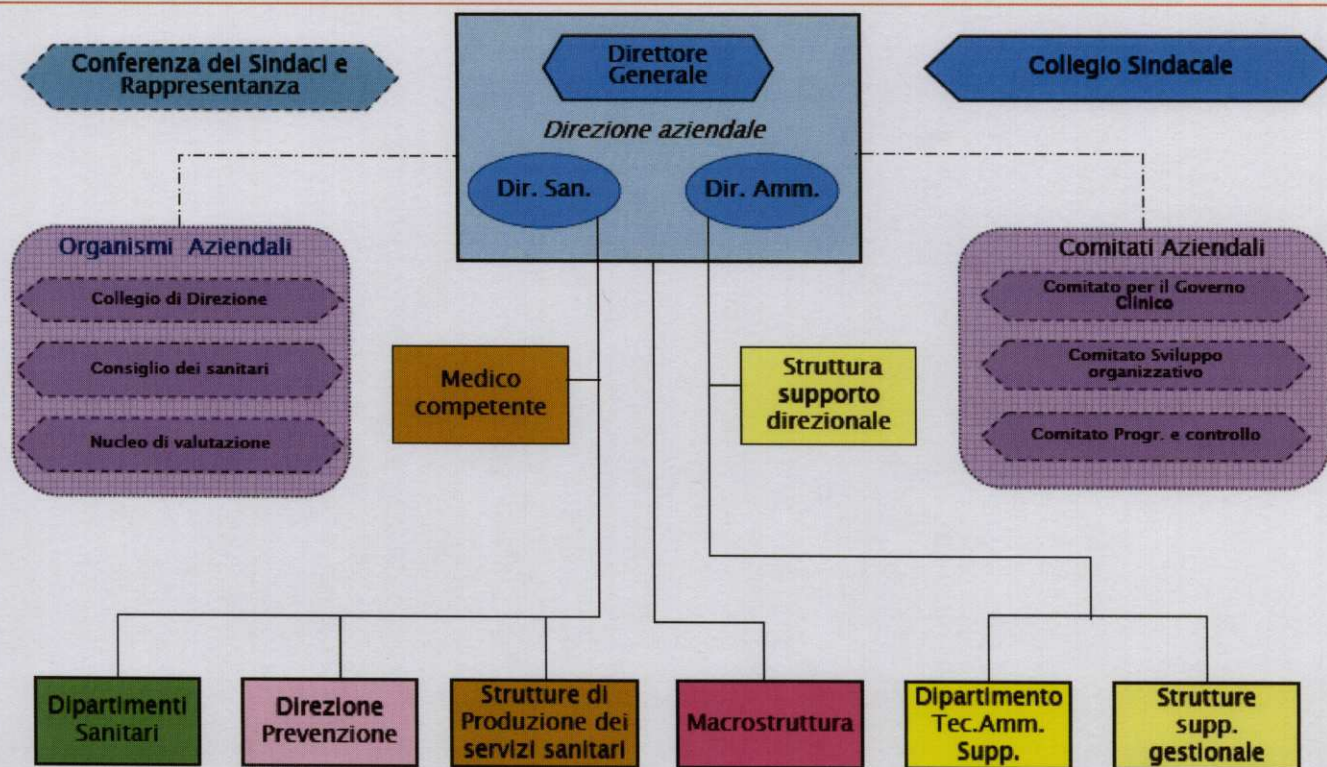 Conferenza dei Sindaci e
Rappresentanza
Direttore
Generale
Collegio Sindacale
Direzione aziendale
Dir. San.
Dir. Amm.
Organismi Aziendali
Collegio di Direzione
Consiglio dei sanitari
Nucleo di valutazione
Comitati Aziendali
Comitato per il Governo
Clinico
Comitato Sviluppo
organizzativo
Comitato Progr. e controllo
Medico
competente
Struttura
supporto
direzionale
Dipartimenti
Sanitari
Direzione
Prevenzione
Strutture di
Produzione dei
servizi sanitari
Macrostruttura
Dipartimento
Tec.Amm.
Supp.
Strutture
supp.
gestionale